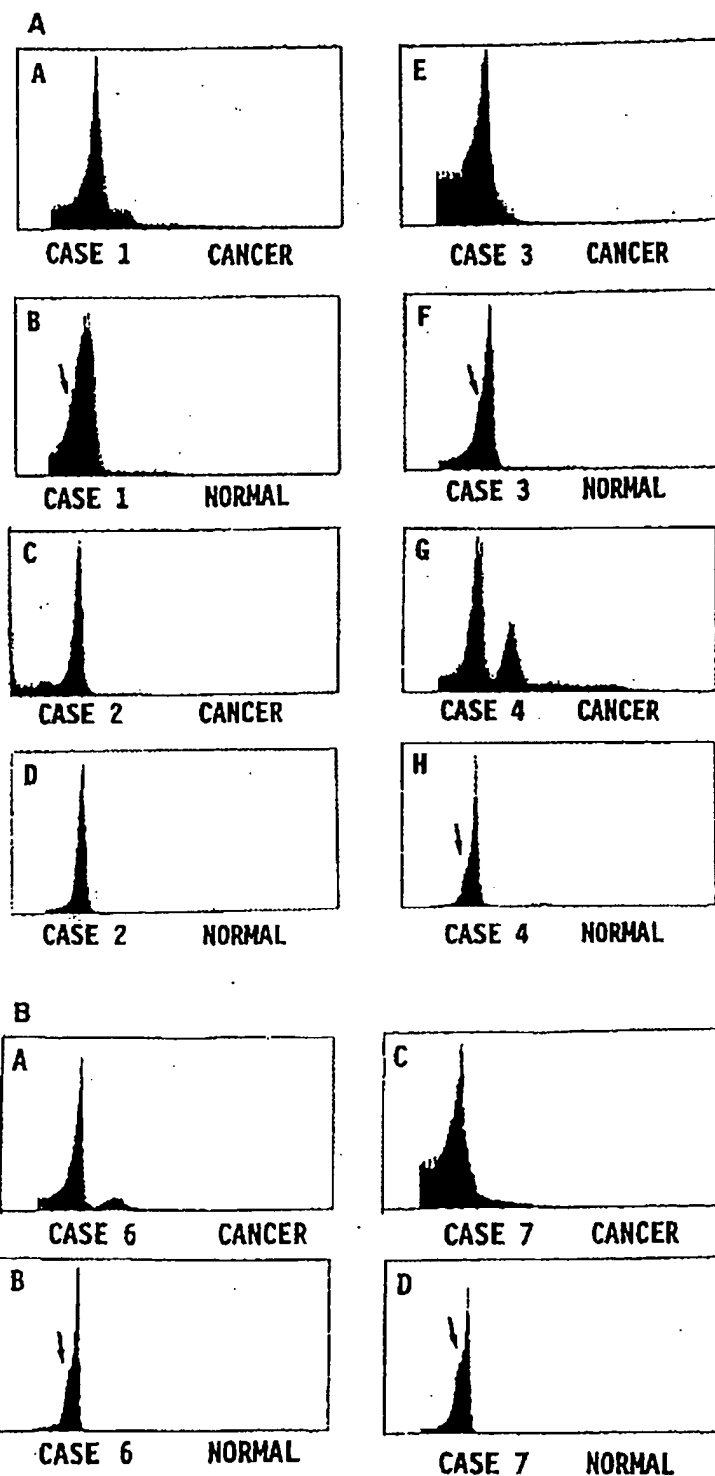 A
A E
CASE 1 CANCER CASE 3 CANCER
B F
CASE 1 NORMAL CASE 3 NORMAL
C G
CASE 2 CANCER CASE 4 CANCER
D H
CASE 2 NORMAL CASE 4 NORMAL
B
A C
CASE 6 CANCER CASE 7 CANCER
B D
CASE 6 NORMAL CASE 7 NORMAL